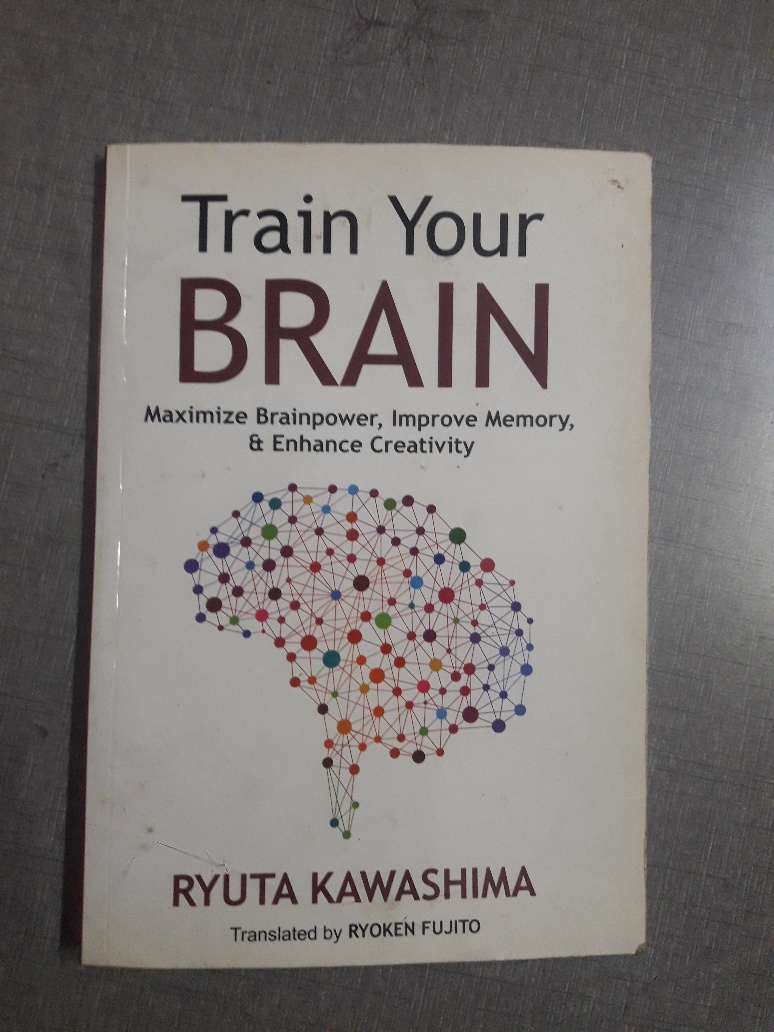 Train Your
BRAIN
Maximize Brainpower, Improve Memory,
& Enhance Creativity
RYUTA KAWASHIMA
Translated by RYOKEN FUJITO